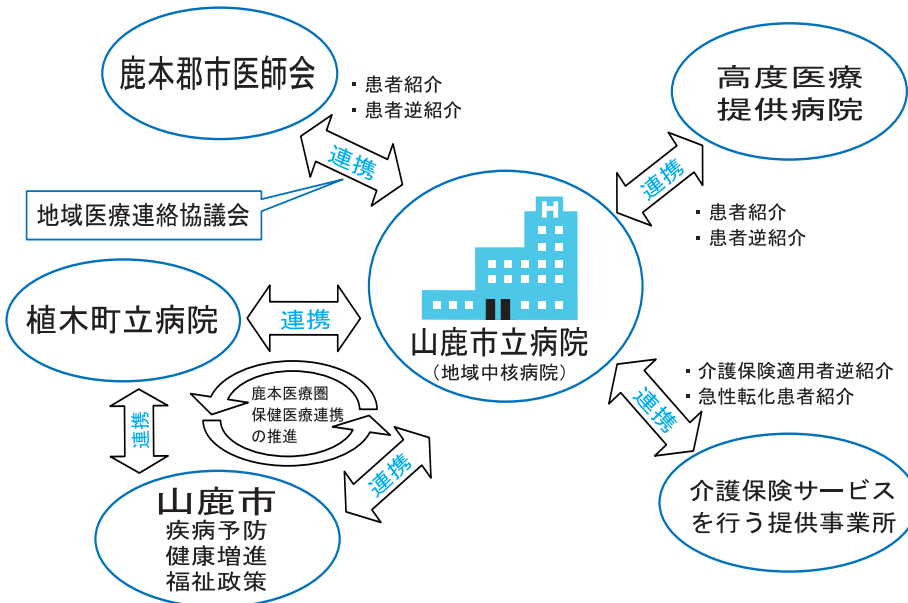 鹿本郡市医師会
・患者紹介
・患者逆紹介
連携
高度医療
提供病院
連携
・患者紹介
・患者逆紹介
地域医療連絡協議会
H
山鹿市立病院
（地域中核病院）
植木町立病院
連携
鹿本医療圏
保健医療連携
の推進
連携
連携
山鹿市
疾病予防
健康増進
福祉政策
・介護保険適用者逆紹介
・急性転化患者紹介
連携
介護保険サービス
を行う提供事業所